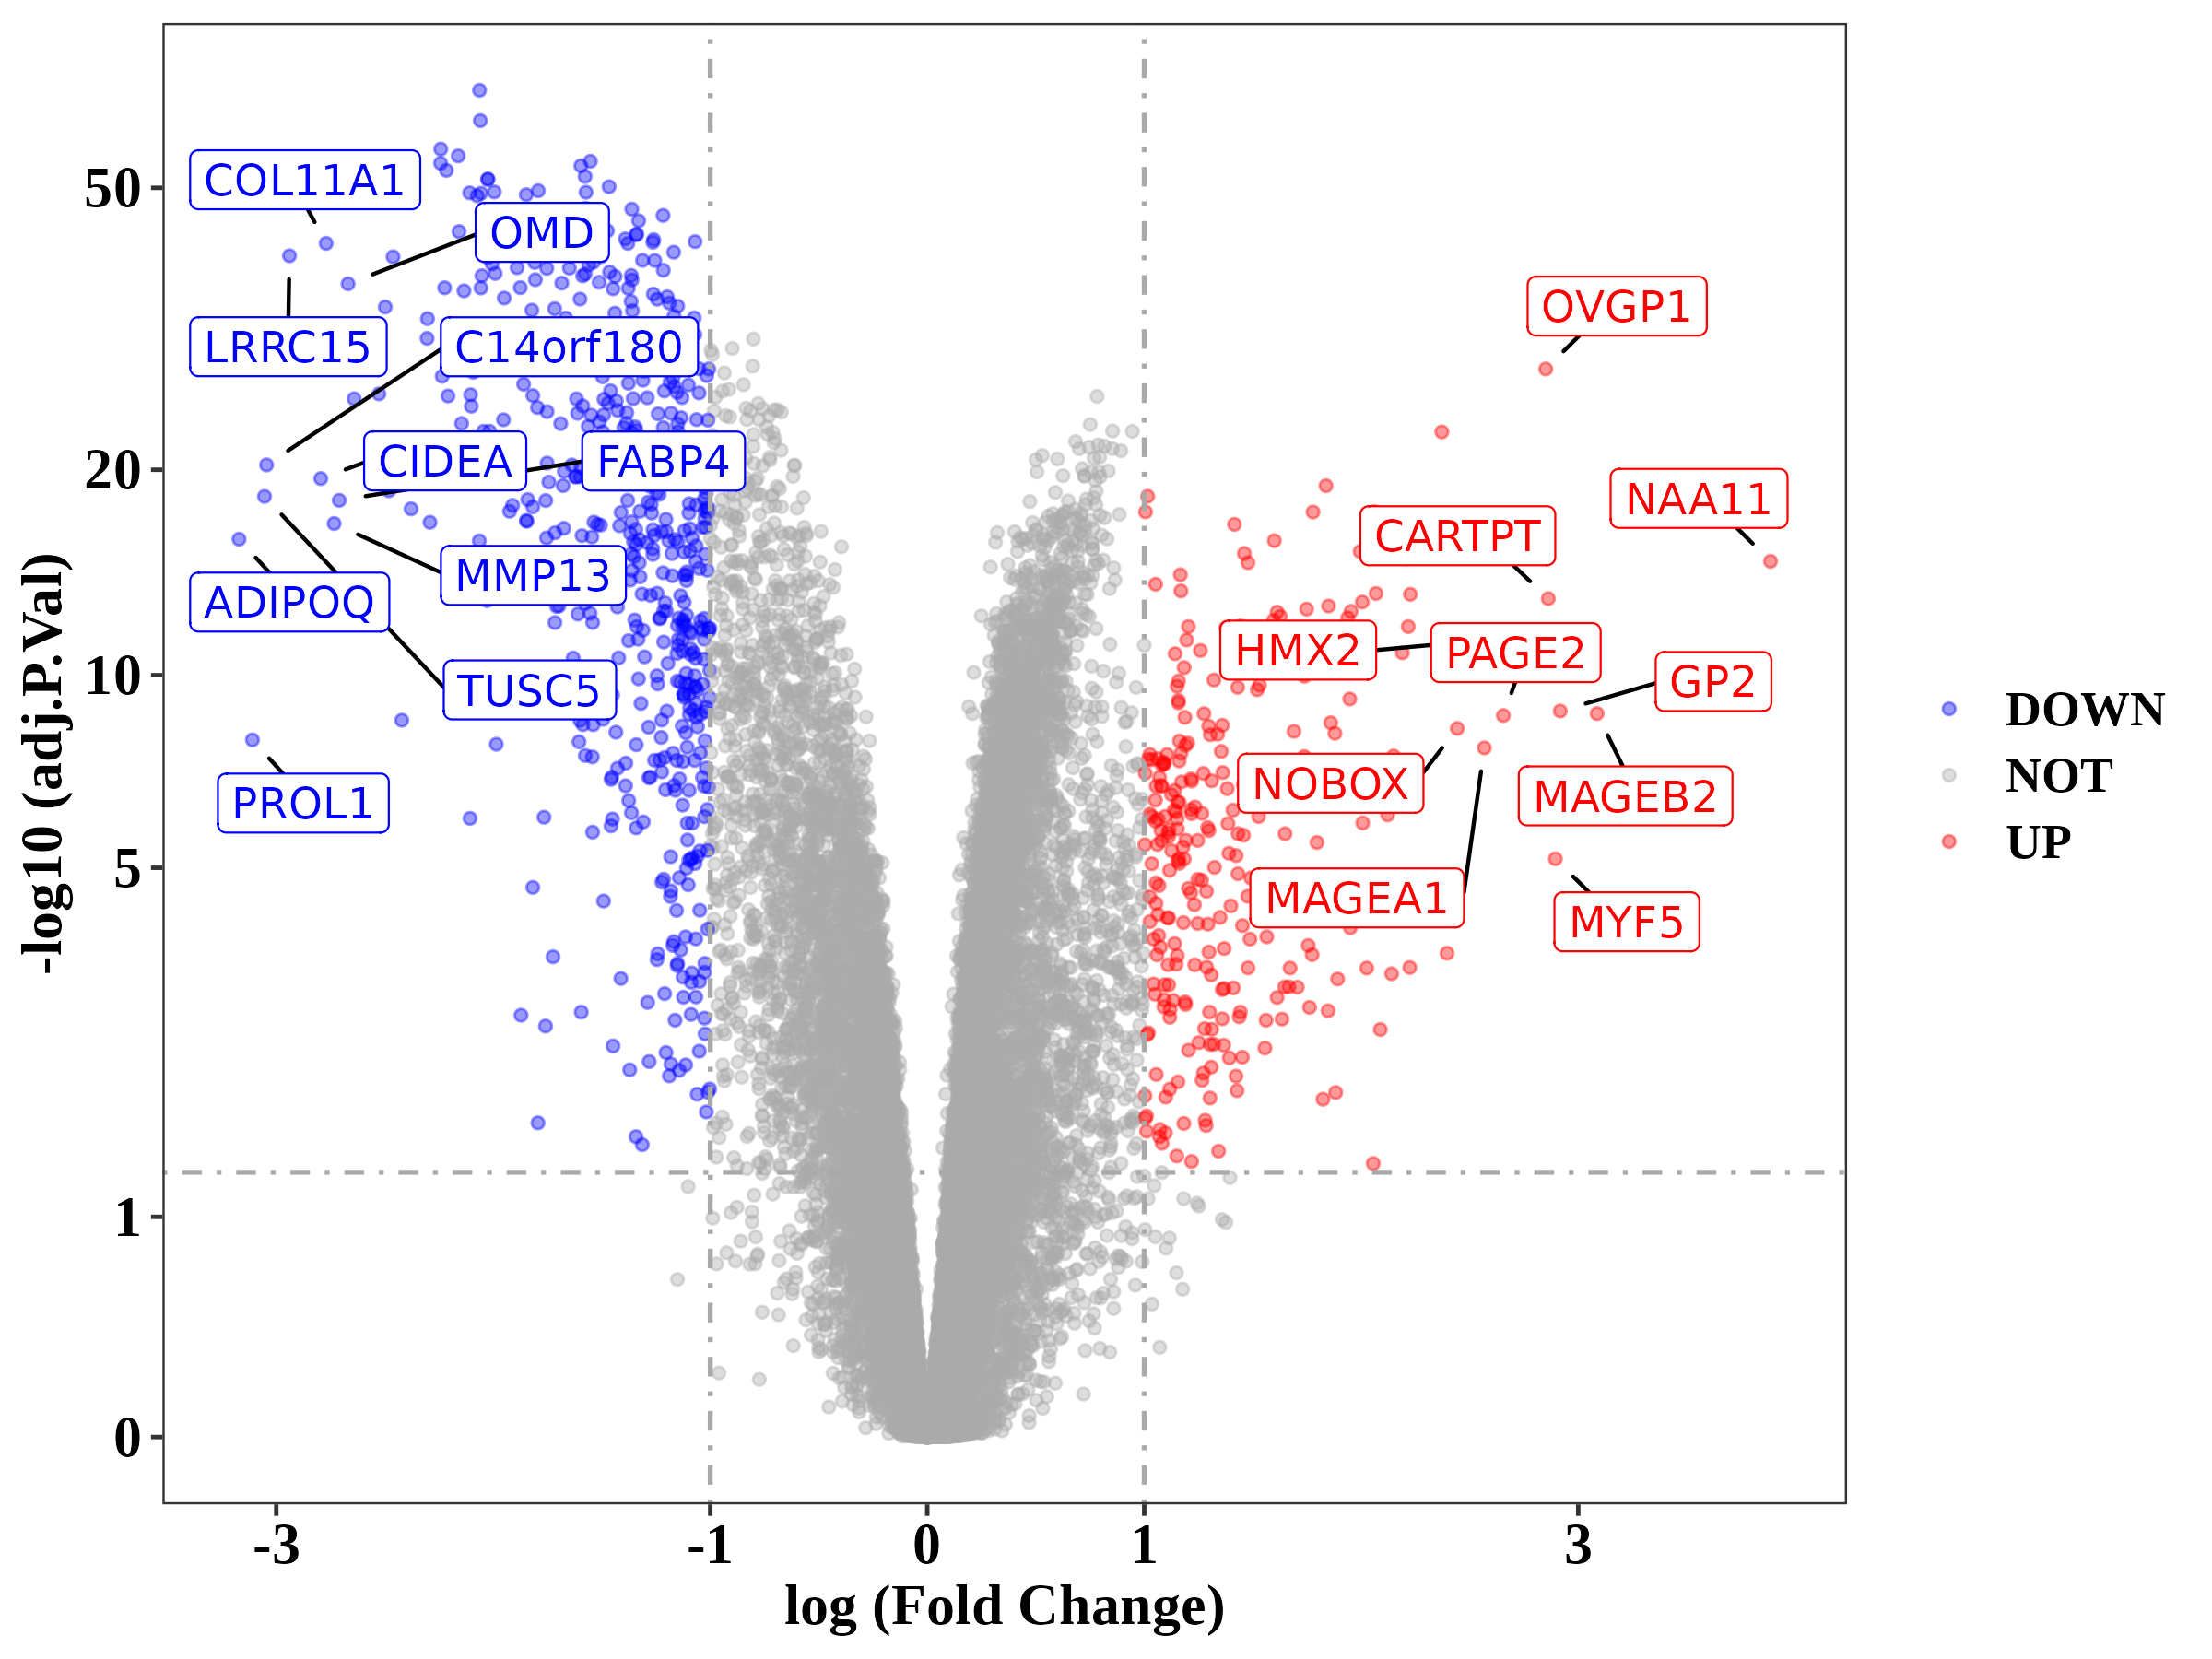 COL11A1
OMD
LRRC15
C14orf180
CIDEA
FABP4
MMP13
ADIPOQ
TUSC5
PROL1
OVGP1
NAA11
CARTPT
HMX2
PAGE2
GP2
NOBOX
MAGEB2
MAGEA1
MYF5
50
20
10
5
1
0
-log10 (adj.P.Val)
-3
-1
0
1
3
log (Fold Change)
DOWN
NOT
UP